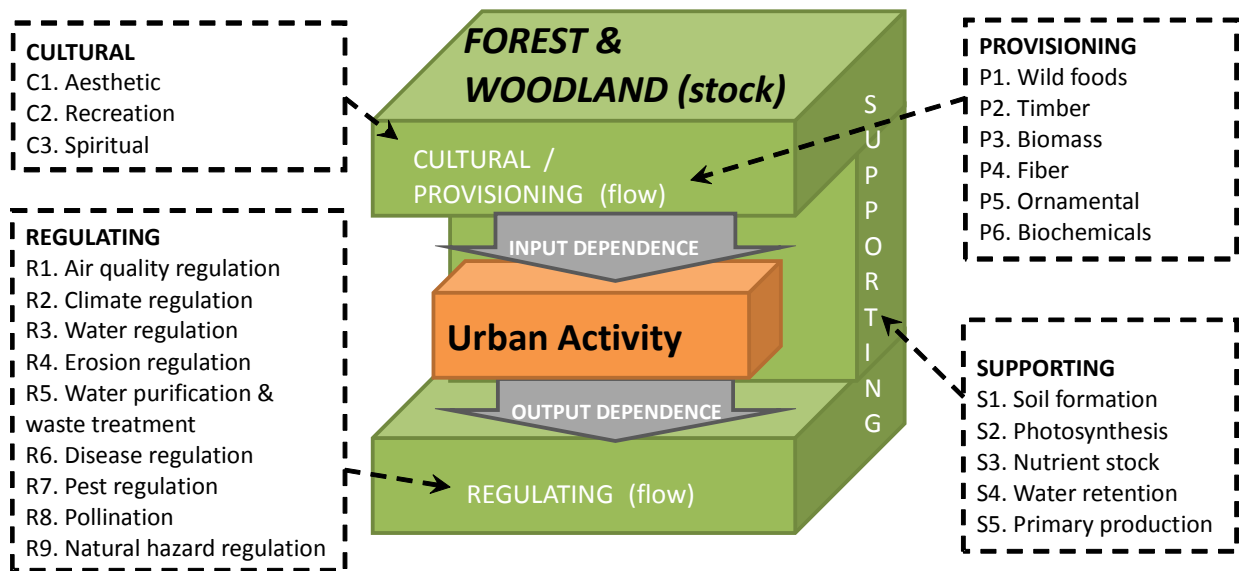 CULTURAL
C1. Aesthetic
C2. Recreation
C3. Spiritual
REGULATING
R1. Air quality regulation
R2. Climate regulation
R3. Water regulation
R4. Erosion regulation
R5. Water purification &
waste treatment
R6. Disease regulation
R7. Pest regulation
R8. Pollination
R9. Natural hazard regulation
FOREST &
WOODLAND (stock)
CULTURAL /
PROVISIONING (flow)
INPUT DEPENDENCE
Urban Activity
OUTPUT DEPENDENCE
REGULATING (flow)
SUPPORTING
PROVISIONING
P1. Wild foods
P2. Timber
P3. Biomass
P4. Fiber
P5. Ornamental
P6. Biochemicals
SUPPORTING
S1. Soil formation
S2. Photosynthesis
S3. Nutrient stock
S4. Water retention
S5. Primary production